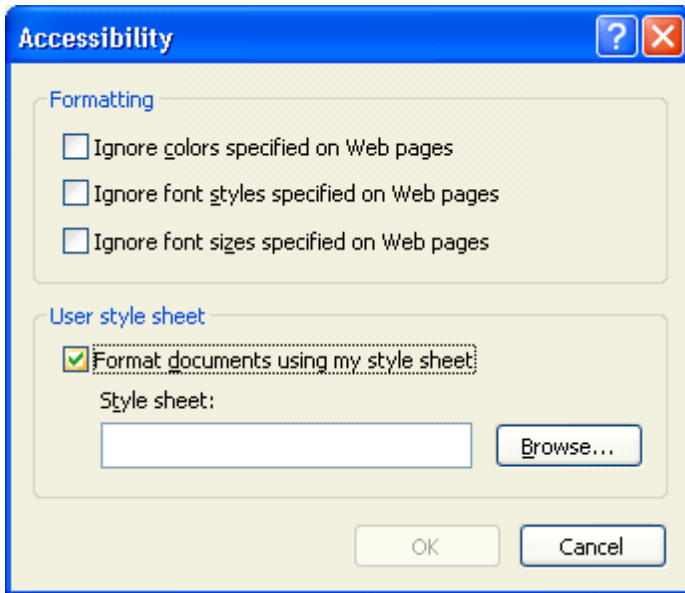 Accessibility
Formatting
Ignore colors specified on Web pages
Ignore font styles specified on Web pages
Ignore font sizes specified on Web pages
User style sheet
Format documents using my style sheet
Style sheet:
Browse...
OK Cancel